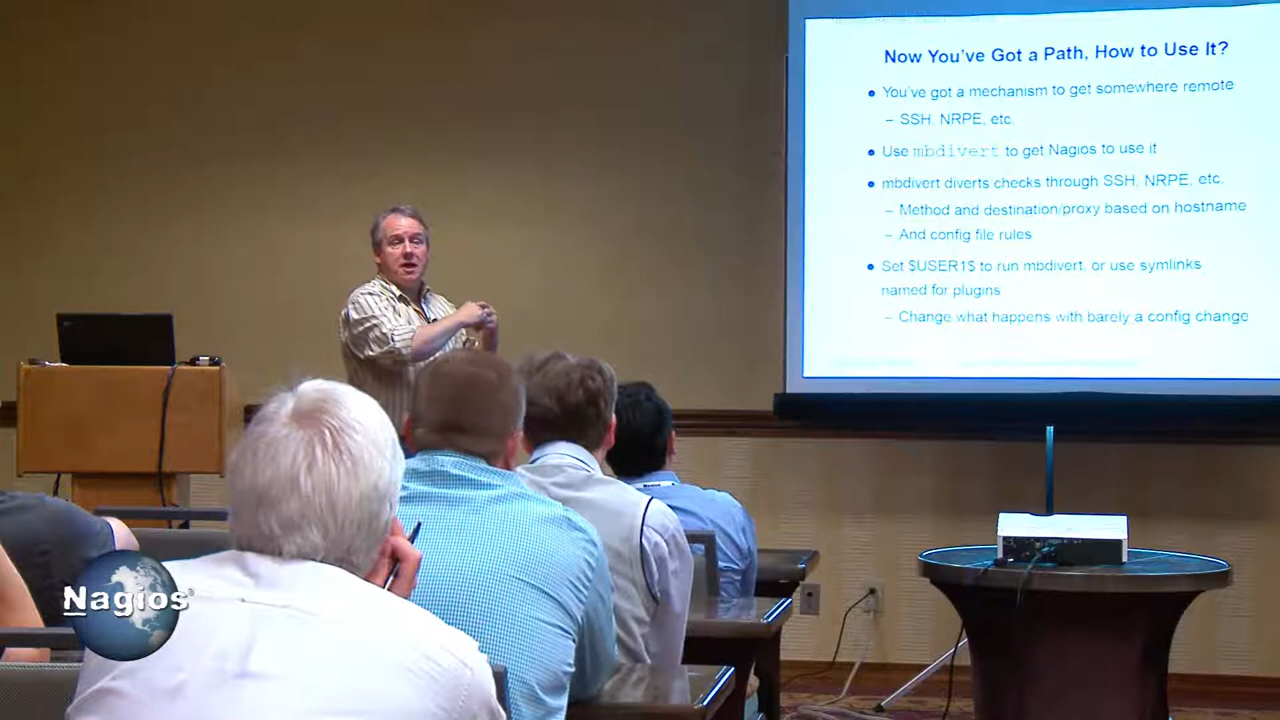 Now You've Got a Path, How to Use It?
• You've got a mechanism to get somewhere remote
– SSH, NRPE, etc.
• Use mbdivert to get Nagios to use it
• mbdivert diverts checks through SSH, NRPE, etc.
– Method and destination/proxy based on hostname
– And config file rules
• Set $USER1$ to run mbdivert, or use symlinks
named for plugins
– Change what happens with barely a config change
Nagios®